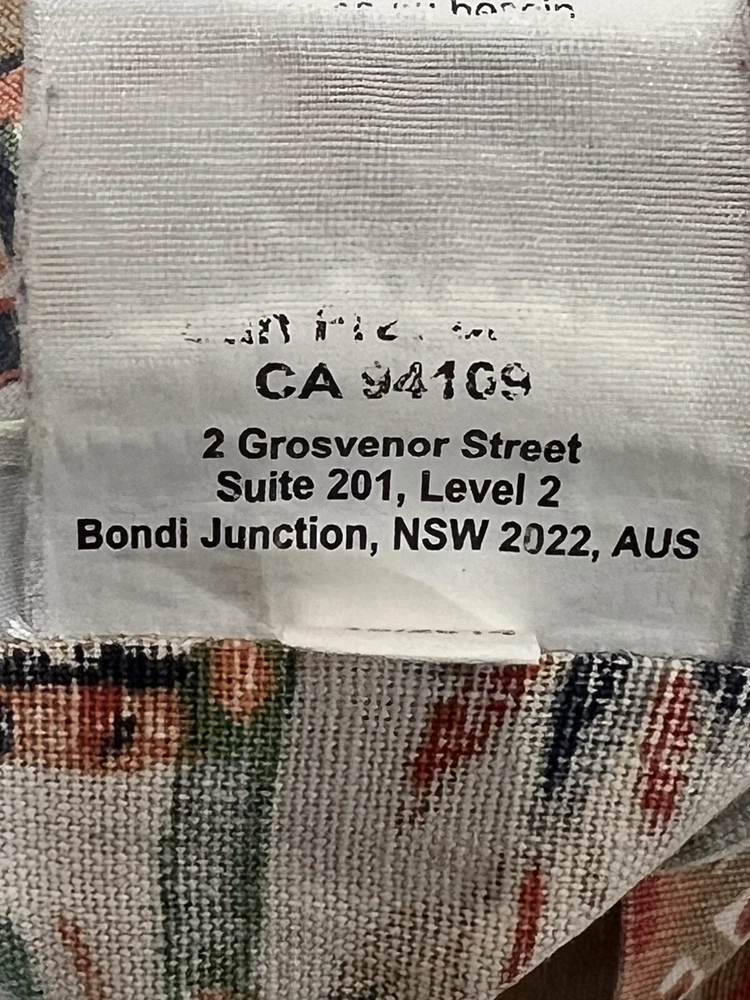 CA 94109
2 Grosvenor Street
Suite 201, Level 2
Bondi Junction, NSW 2022, AUS